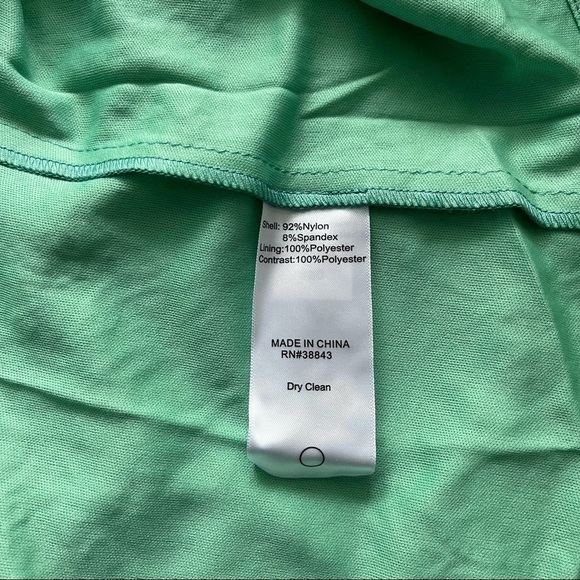 Shell: 92%Nylon
8%Spandex
Lining:100%Polyester
Contrast:100%Polyester
MADE IN CHINA
RN#38843
Dry Clean